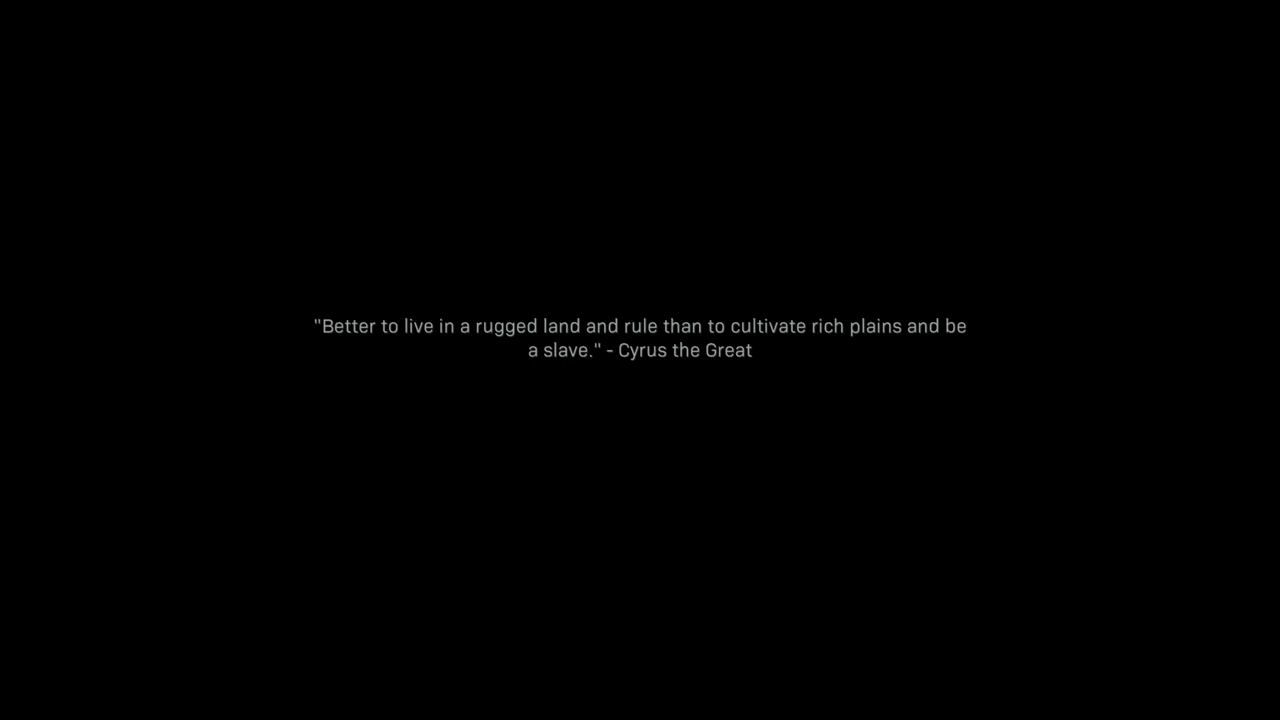 "Better to live in a rugged land and rule than to cultivate rich plains and be
a slave." - Cyrus the Great